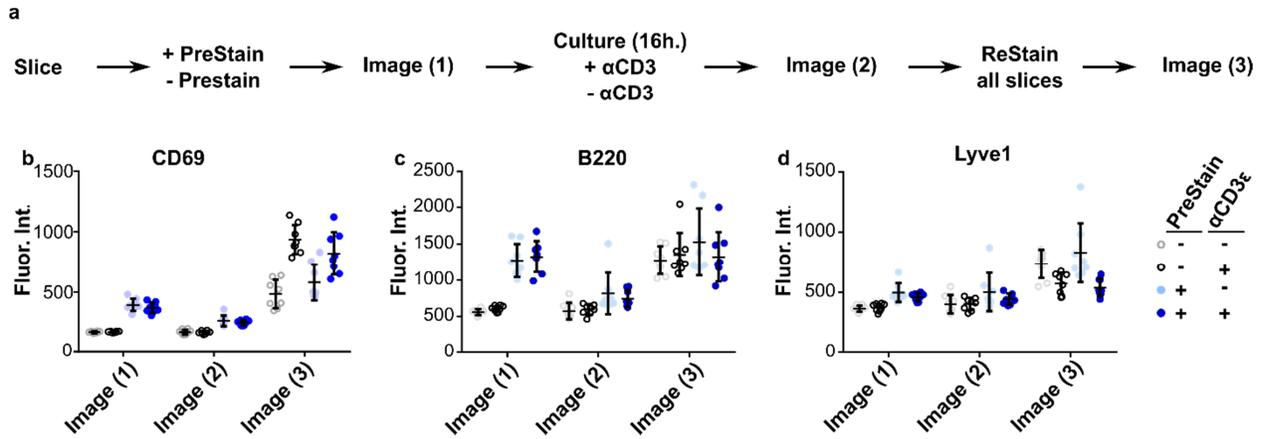 a
Slice
+ PreStain
- Prestain
Image (1)
Culture (16h.)
+ αCD3
- αCD3
Image (2)
ReStain
all slices
Image (3)
b
CD69
Fluor. Int.
1500
1000
500
0
Image (1)
Image (2)
Image (3)
c
B220
Fluor. Int.
2500
2000
1500
1000
500
0
Image (1)
Image (2)
Image (3)
d
Lyve1
Fluor. Int.
1500
1000
500
0
Image (1)
Image (2)
Image (3)
PreStain αCD3ε
- -
- +
+ -
+ +